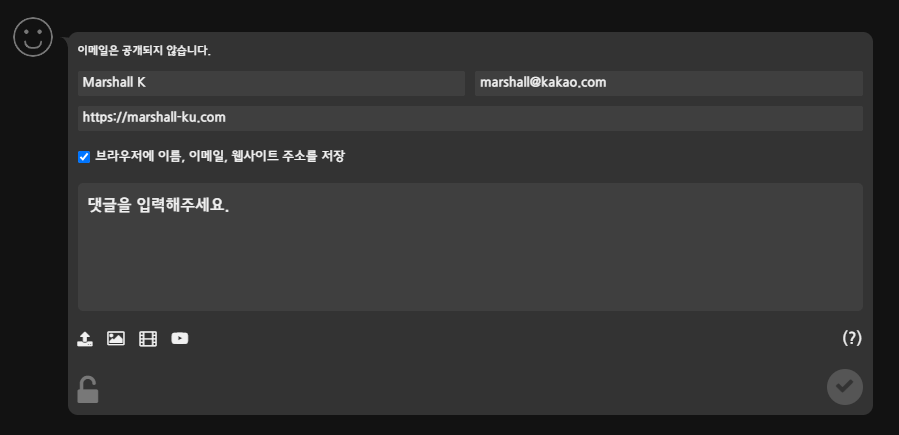 이메일은 공개되지 않습니다.
Marshall K
marshall@kakao.com
https://marshall-ku.com
브라우저에 이름, 이메일, 웹사이트 주소를 저장
댓글을 입력해주세요.
(?)